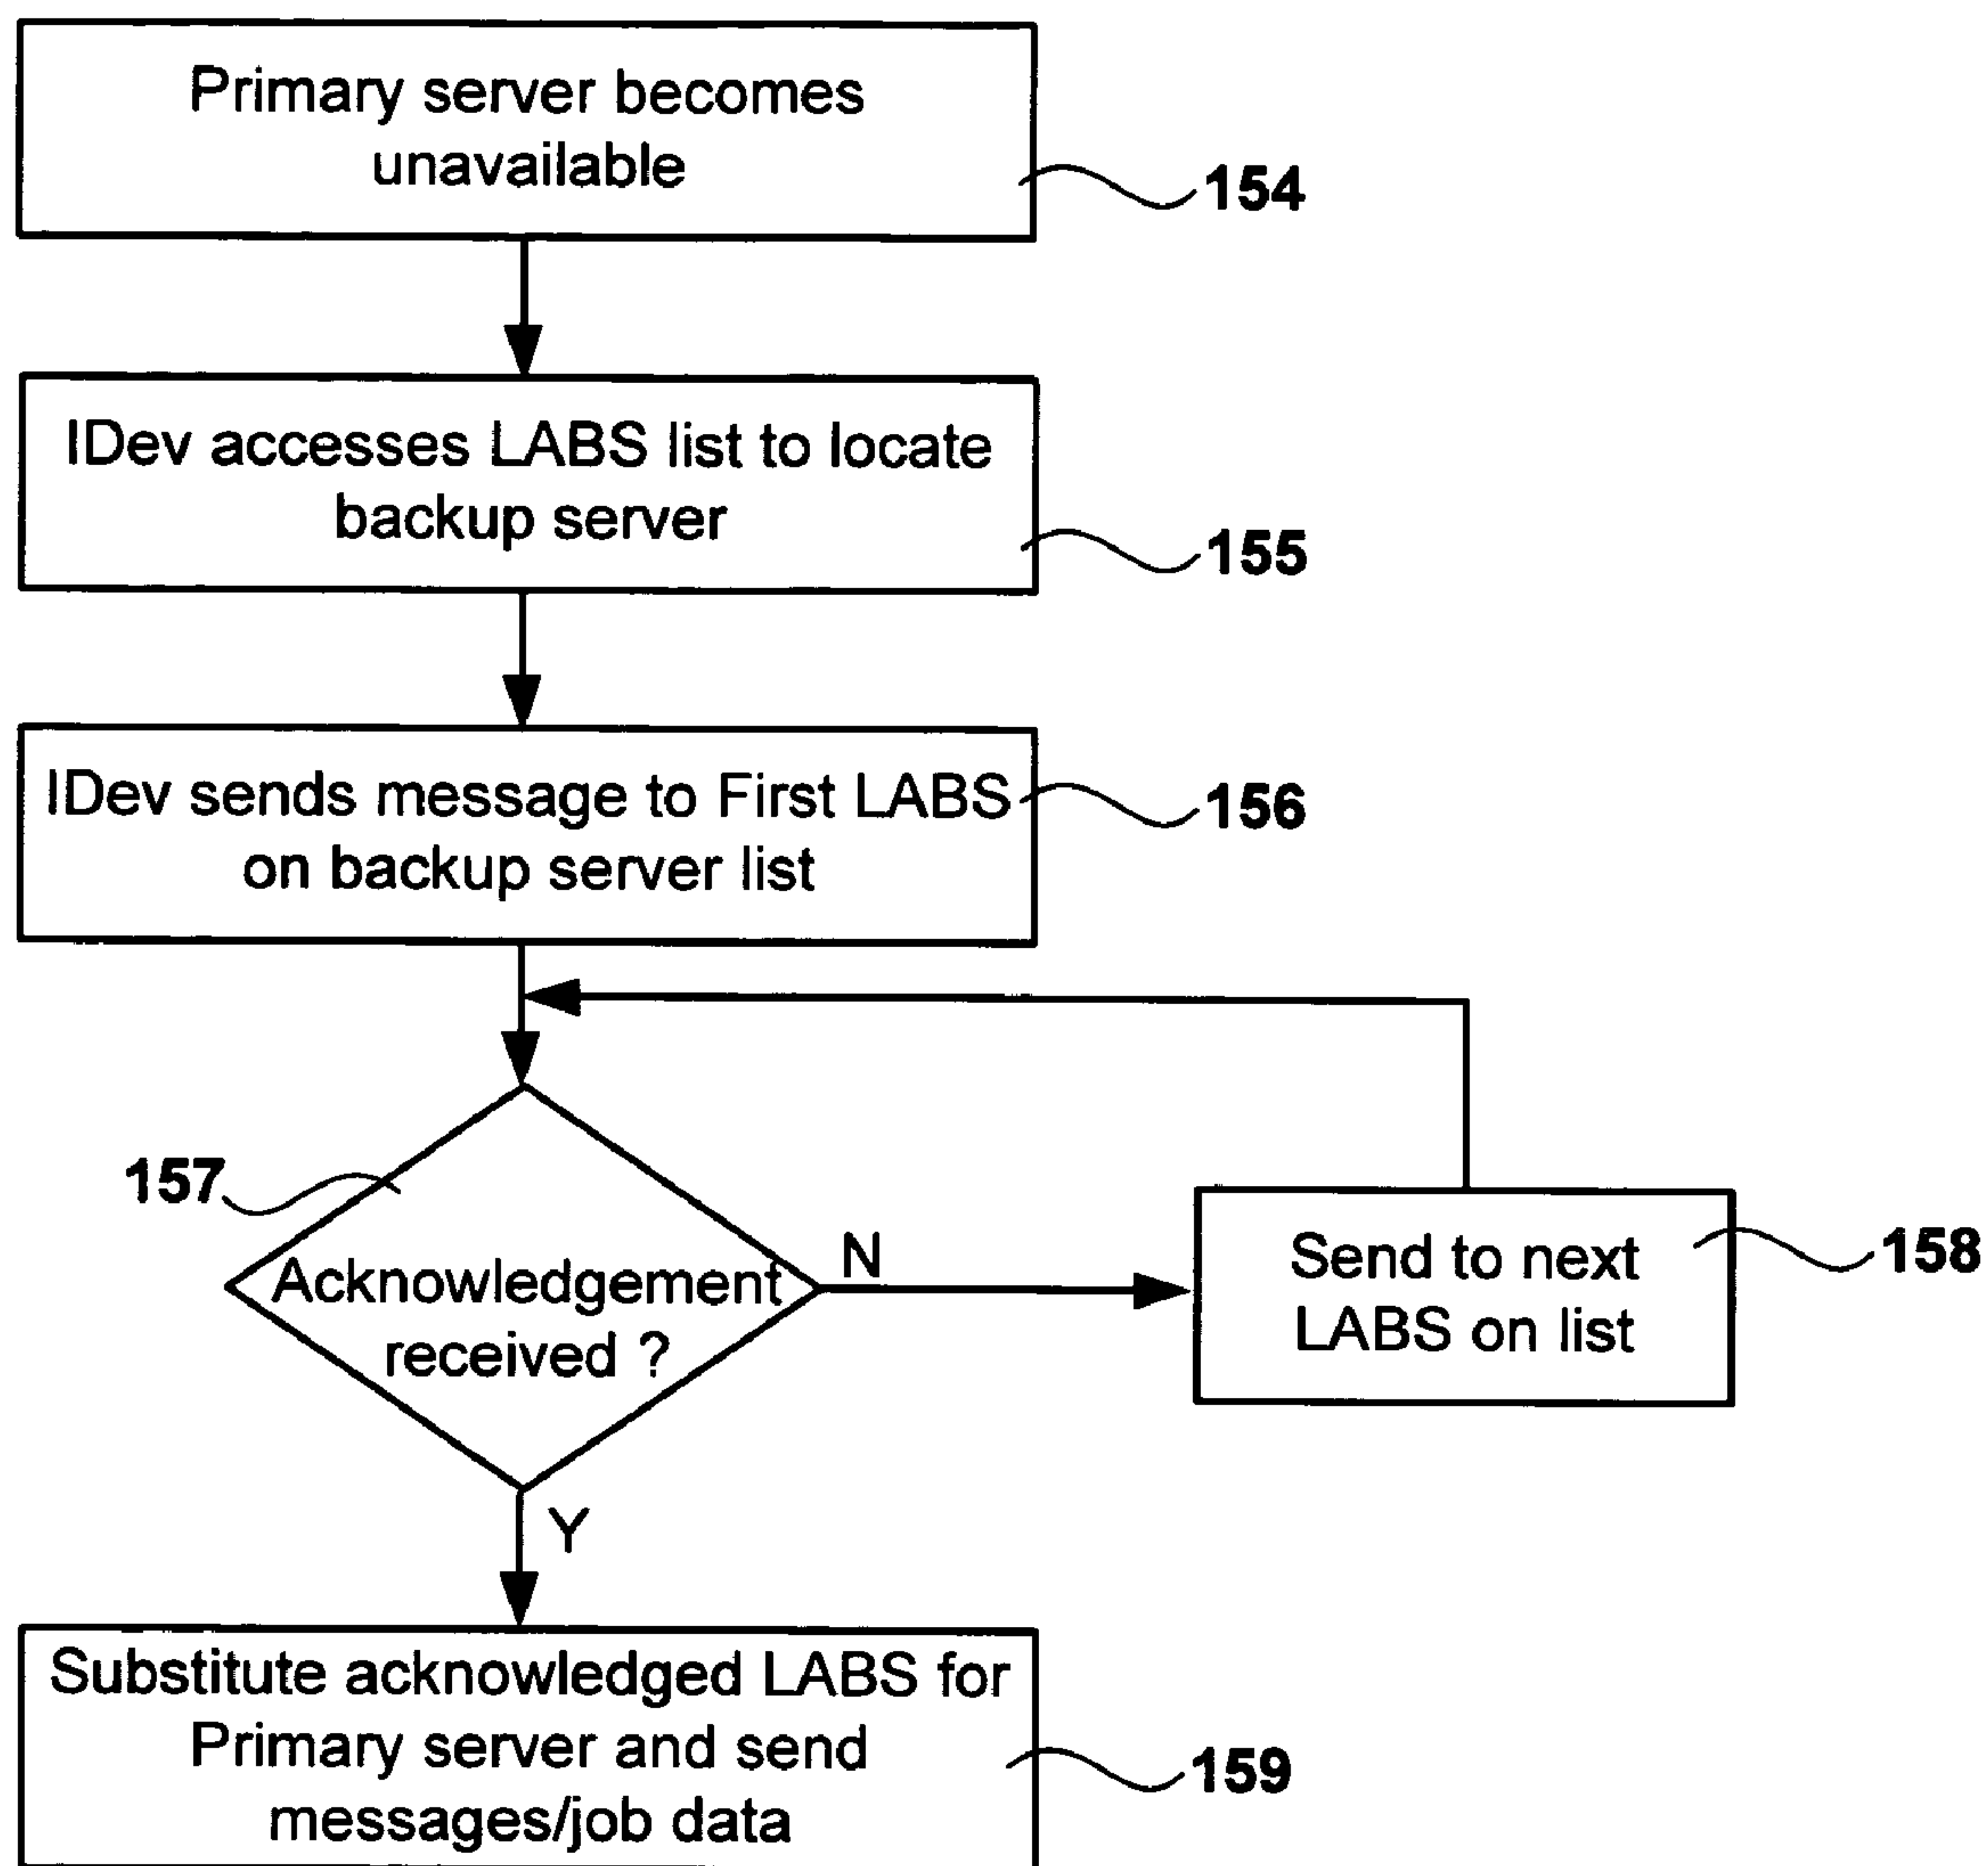 Primary server becomes
unavailable
154
IDev accesses LABS list to locate
backup server
155
IDev sends message to First LABS
on backup server list
156
157
Acknowledgement
received ?
N
Send to next
LABS on list
158
Y
Substitute acknowledged LABS for
Primary server and send
messages/job data
159